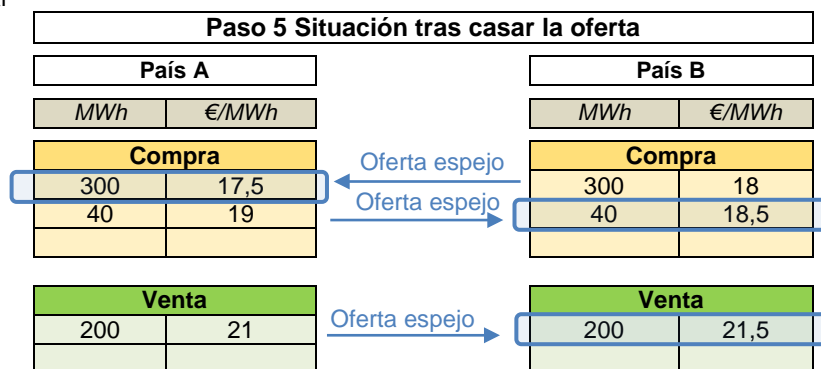 Paso 5 Situación tras casar la oferta
País A País B
MWh €/MWh MWh €/MWh
Compra Oferta espejo Compra
300 17,5 300 18
Oferta espejo
40 19 40 18,5
Venta Venta
200 21 Oferta espejo 200 21,5